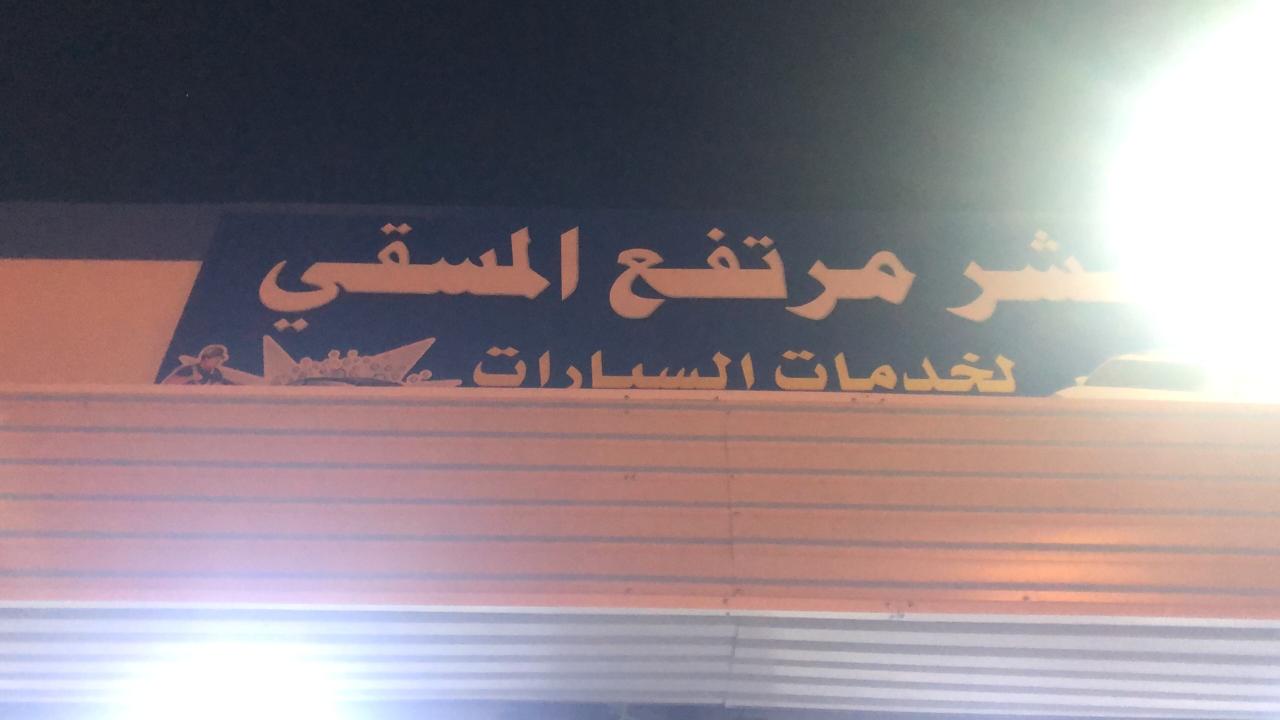 مرتفع المسقي
لخدمات السيارات